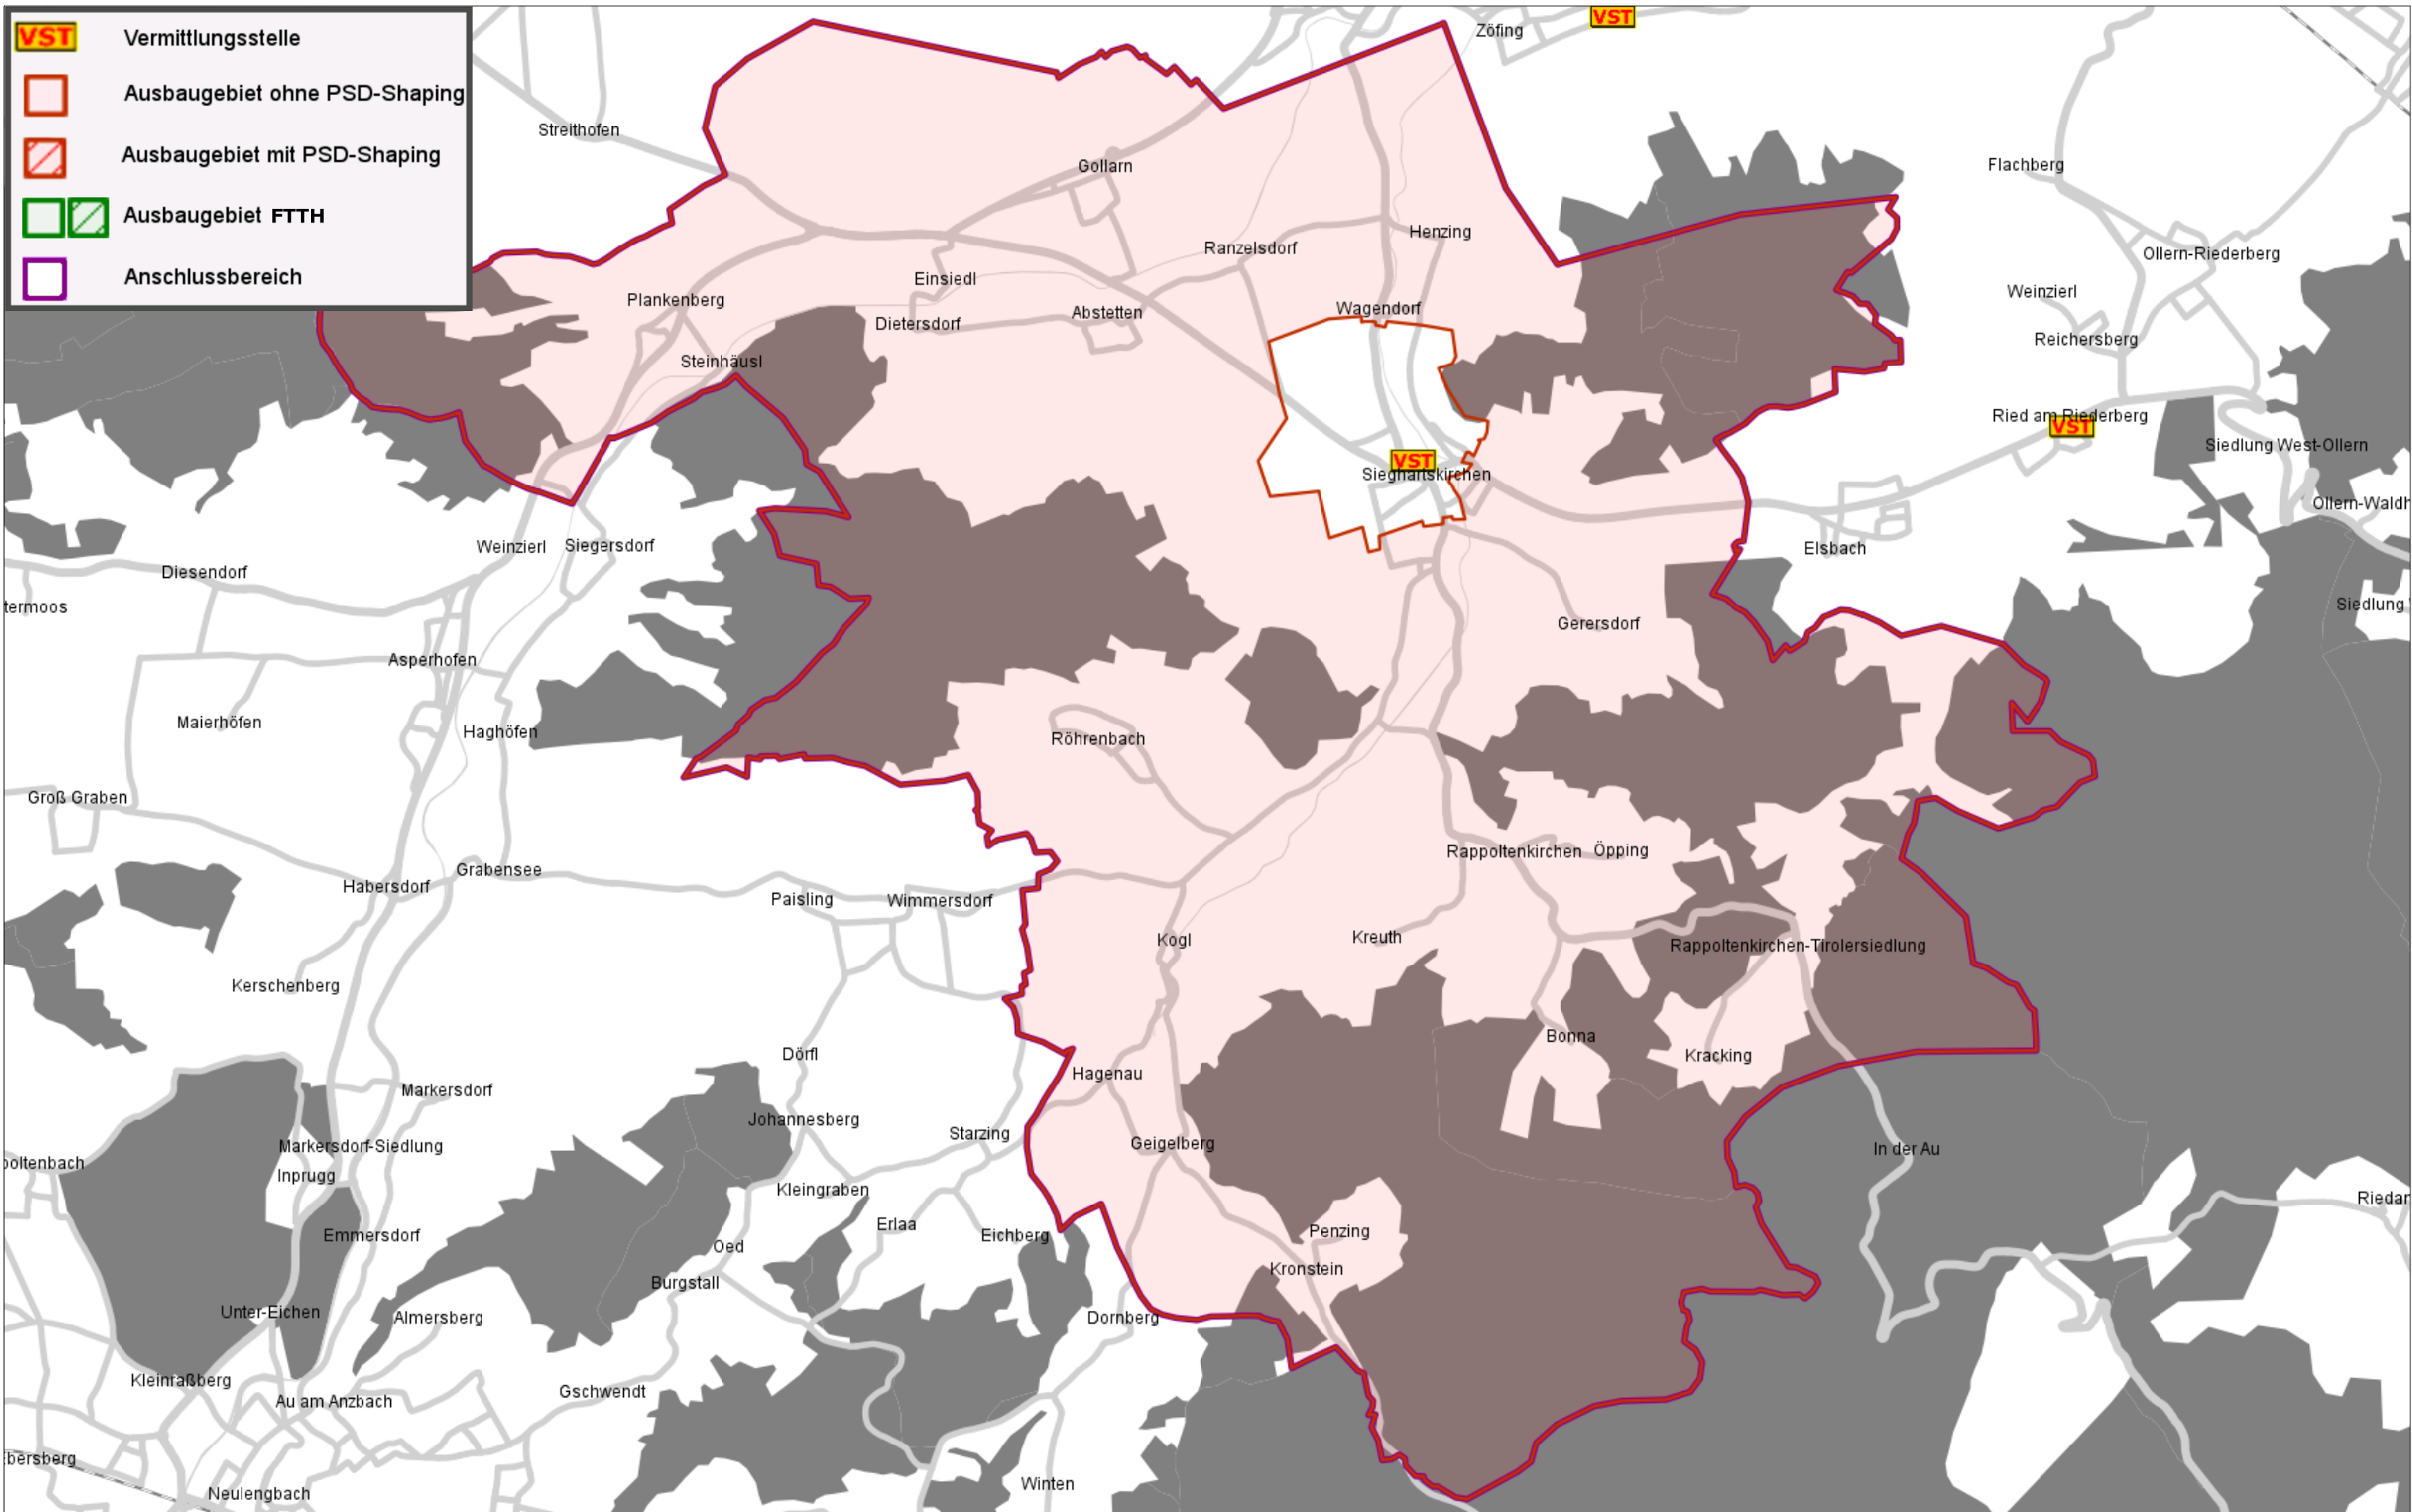 VST Vermittlungsstelle
Ausbaugebiet ohne PSD-Shaping
Ausbaugebiet mit PSD-Shaping
Ausbaugebiet FTTH
Anschlussbereich
VST
Zöfing
Streithofen
Gollarn
Flachberg
Henzing
Ranzelsdorf
Ollern-Riederberg
Einsiedl
Weinzierl
Plankenberg
Wagendorf
Abstetten
Dietersdorf
Reichersberg
Steinhäusl
Ried am Riederberg
VST
Siedlung West-Ollern
VST
Sieghartskirchen
Ollern-Waldh
Weinzierl
Siegersdorf
Elsbach
Diesendorf
termoos
Siedlung
Gerersdorf
Asperhofen
Maierhöfen
Haghöfen
Röhrenbach
Groß Graben
Rappoltenkirchen
Öpping
Grabensee
Habersdorf
Paisling
Wimmersdorf
Kogl
Kreuth
Rappoltenkirchen-Tirolersiedlung
Kerschenberg
Bonna
Dörfl
Kracking
Hagenau
Markersdorf
Johannesberg
Starzing
Geigelberg
Markersdorf-Siedlung
In der Au
poltenbach
Inprugg
Kleingraben
Riedar
Erlaa
Penzing
Emmersdorf
Eichberg
Oed
Kronstein
Burgstall
Unter-Eichen
Almersberg
Dornberg
Kleinraßberg
Gschwendt
Au am Anzbach
bersberg
Winten
Neulengbach